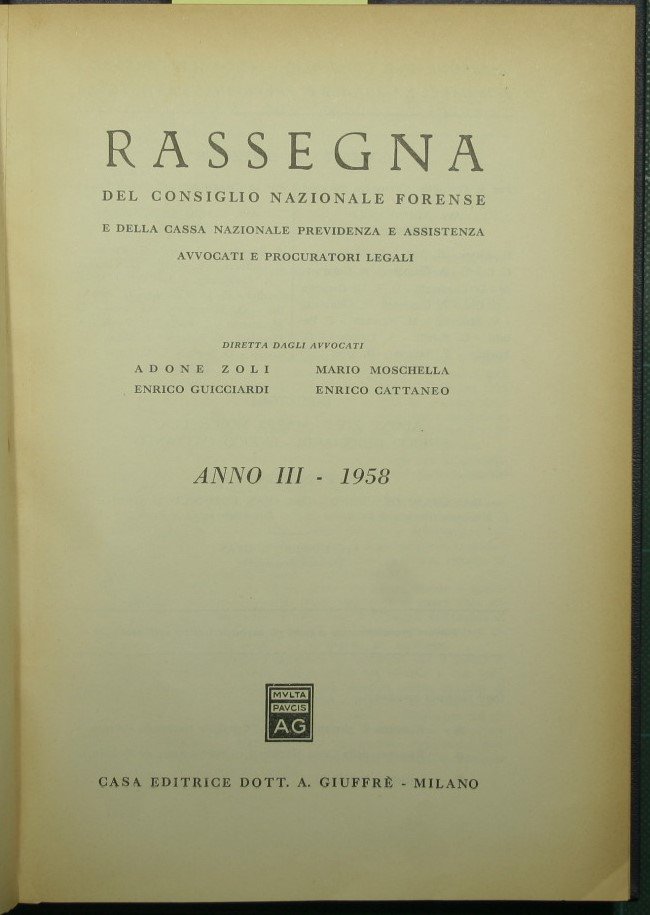 RASSEGNA
DEL CONSIGLIO NAZIONALE FORENSE
E DELLA CASSA NAZIONALE PREVIDENZA E ASSISTENZA
AVVOCATI E PROCURATORI LEGALI
DIRETTA DAGLI AVVOCATI
ADONE ZOLI MARIO MOSCHELLA
ENRICO GUICCIARDI ENRICO CATTANEO
ANNO III - 1958
MVLTA
PAVCIS
AG
CASA EDITRICE DOTT. A. GIUFFRÈ - MILANO